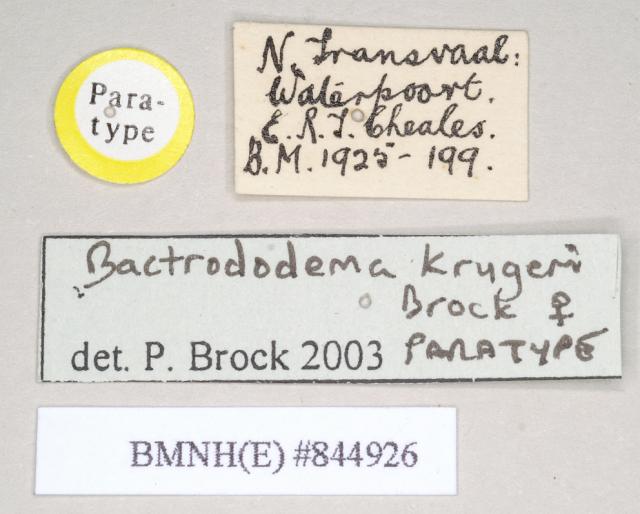 Para-
type
N. Transvaal:
Waterpoort.
E. R. J. Cheales.
B.M. 1925-199.
Bactrododema krugeri
Brock ♀
det. P. Brock 2003 PARATYPE
BMNH(E) #844926